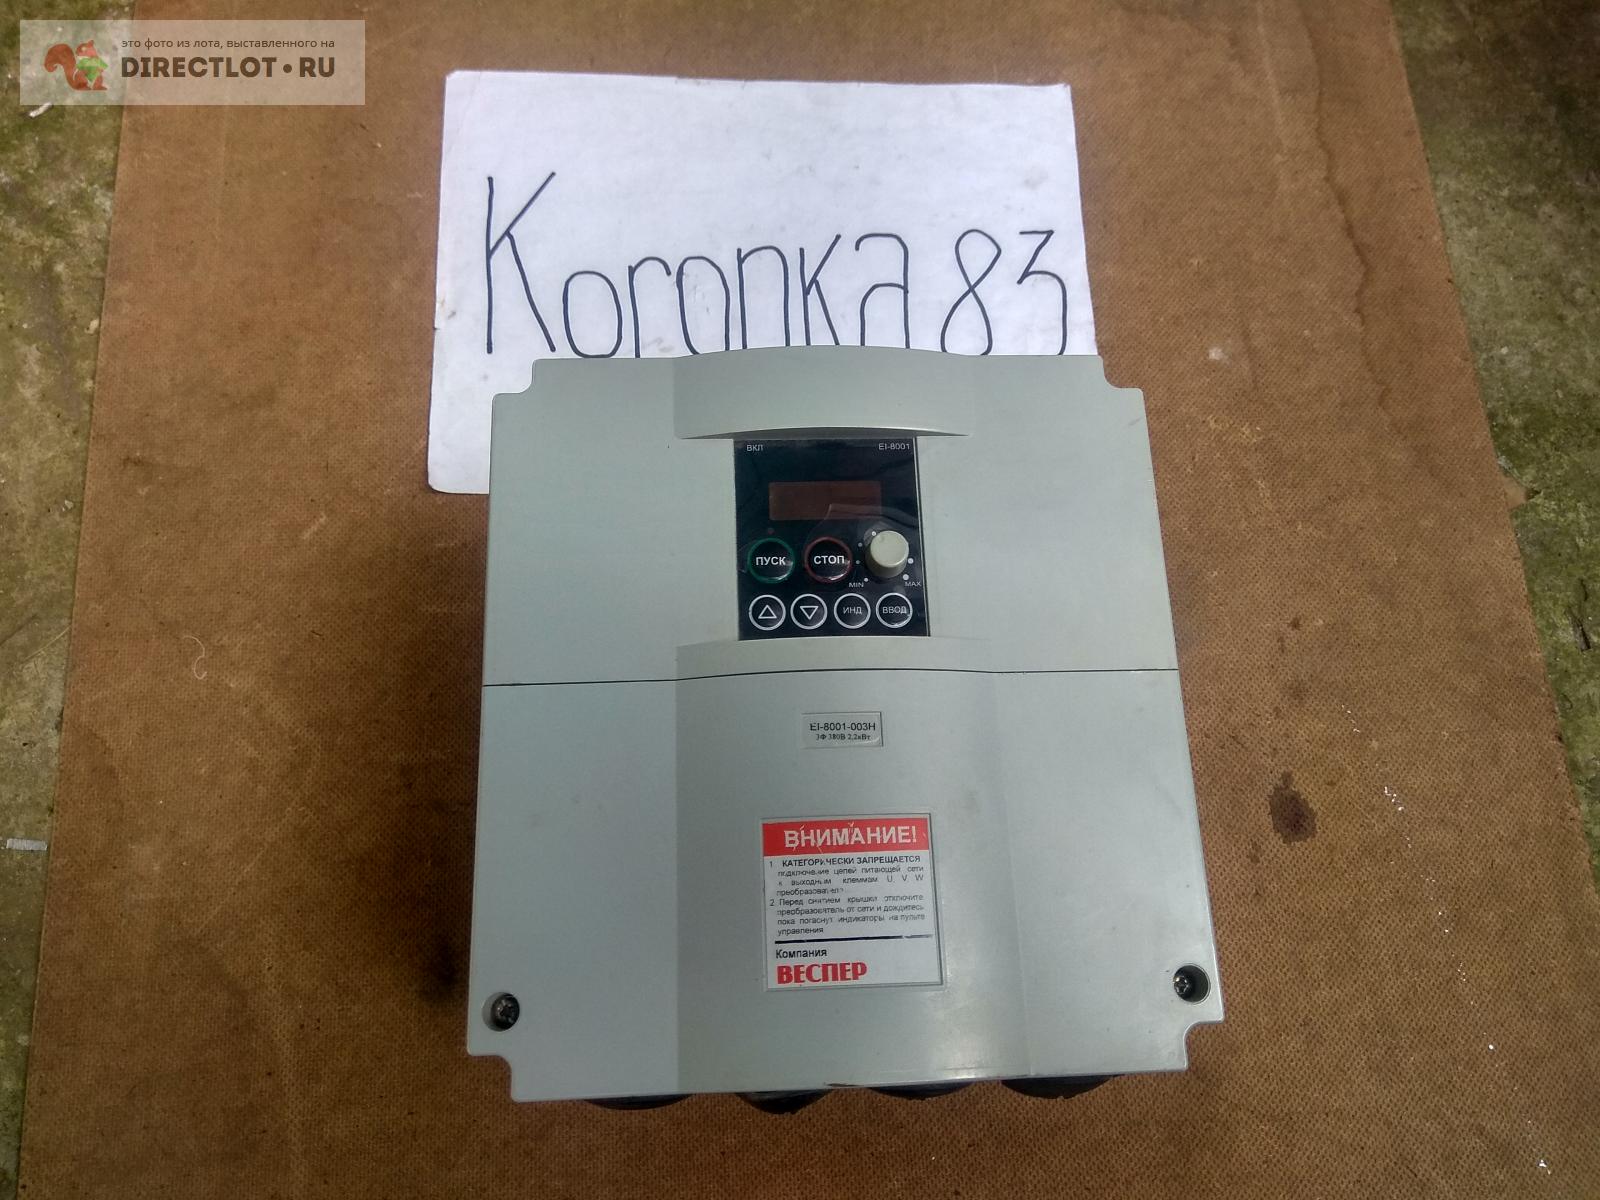 это фото из лота, выставленного на
DIRECTLOT•RU
Koronka 83
ВКЛ
EI-8001
ПУСК
СТОП
MIN
MAX
ИНД
ВВОД
EI-8001-003H
3Ф 380В 2,2кВт
ВНИМАНИЕ!
1 КАТЕГОРИЧЕСКИ ЗАПРЕЩАЕТСЯ
подключение цепей питающей сети
к выходным клеммам U, V, W
преобразователя
2. Перед снятием крышки отключите
преобразователь от сети и дождитесь
пока погаснут индикаторы на пульте
управления
Компания
ВЕСПЕР